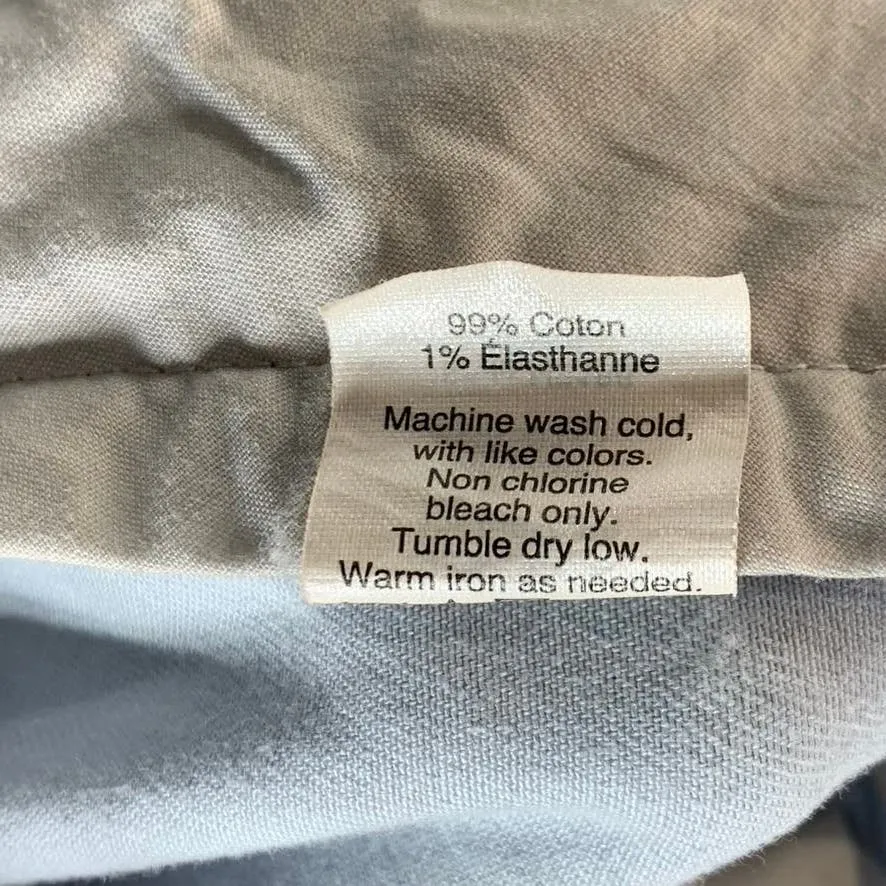 99% Coton
1% Élasthanne
Machine wash cold,
with like colors.
Non chlorine
bleach only.
Tumble dry low.
Warm iron as needed.